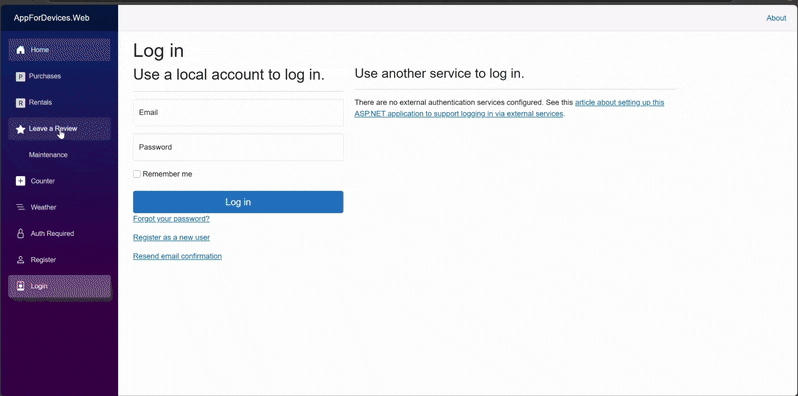 AppForDevices.Web
About
Home
P Purchases
R Rentals
Leave a Review
Maintenance
Counter
Weather
Auth Required
Register
Login
Log in
Use a local account to log in.
Email
Password
Remember me
Log in
Forgot your password?
Register as a new user
Resend email confirmation
Use another service to log in.
There are no external authentication services configured. See this article about setting up this
ASP.NET application to support logging in via external services.